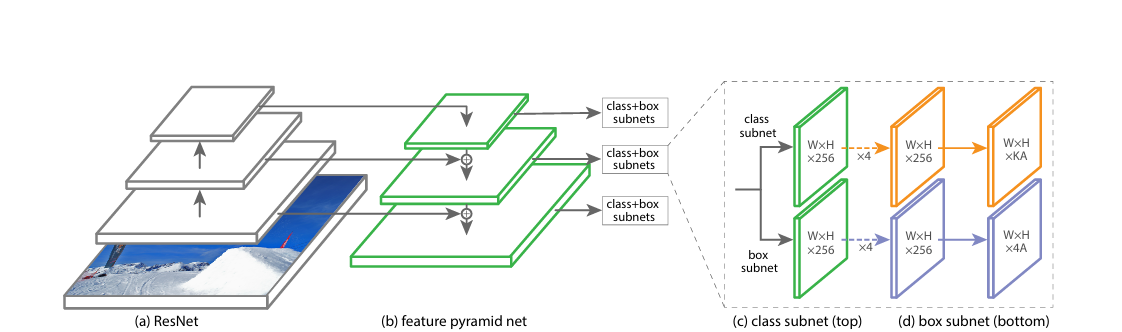 class+box
subnets
class+box
subnets
class+box
subnets
class
subnet
W×H
×256
×4
W×H
×256
W×H
×KA
W×H
×256
×4
W×H
×256
W×H
×4A
box
subnet
(a) ResNet
(b) feature pyramid net
(c) class subnet (top)
(d) box subnet (bottom)